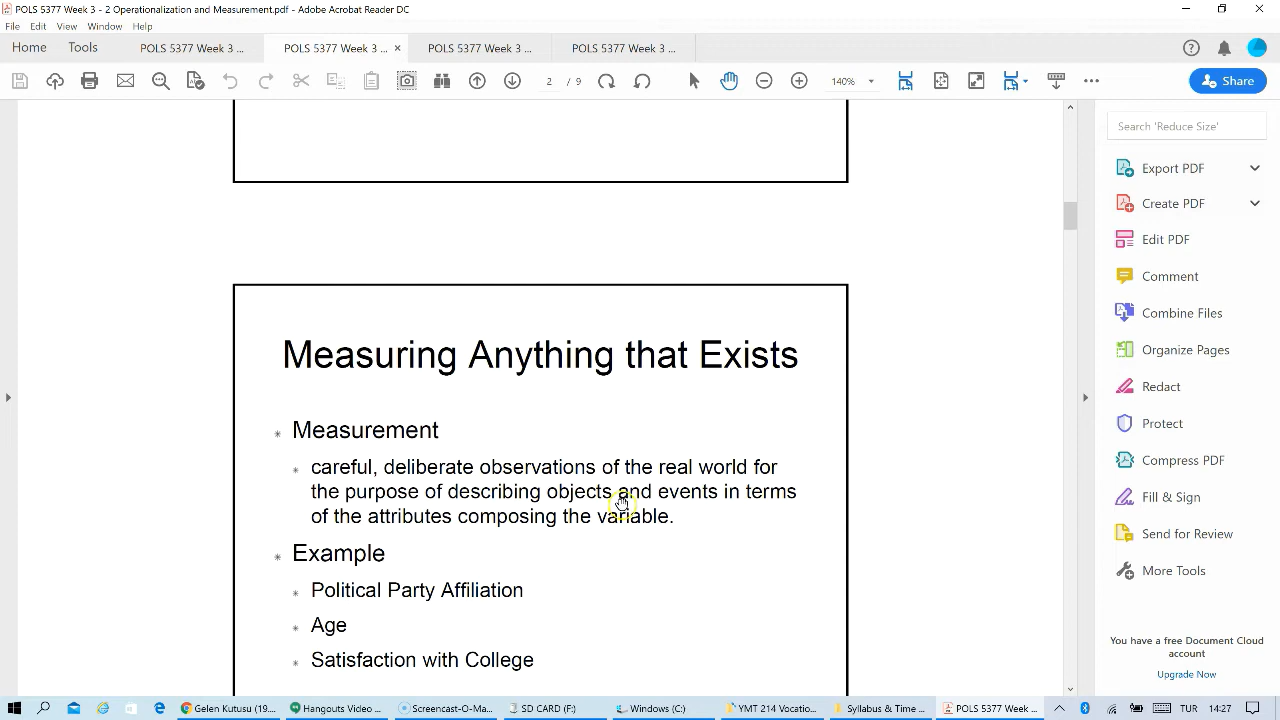 POLS 5377 Week 3 - 2 Operationalization and Measurement.pdf - Adobe Acrobat Reader DC
File Edit View Window Help
Home Tools POLS 5377 Week 3 ... POLS 5377 Week 3 ... × POLS 5377 Week 3 ... POLS 5377 Week 3 ...
2 / 9 140% Share
Search 'Reduce Size'
Export PDF
Create PDF
Edit PDF
Comment
Combine Files
Organize Pages
Redact
Protect
Compress PDF
Fill & Sign
Send for Review
More Tools
You have a free Document Cloud
account
Upgrade Now
Measuring Anything that Exists
* Measurement
* careful, deliberate observations of the real world for
the purpose of describing objects and events in terms
of the attributes composing the variable.
* Example
* Political Party Affiliation
* Age
* Satisfaction with College
Gelen Kutusu (19... Hangouts Video ... Screencast-O-Ma... SD CARD (F:) Windows (C:) YMT 214 Vocatio... Syllabus & Time ... POLS 5377 Week ... TUR 14:27